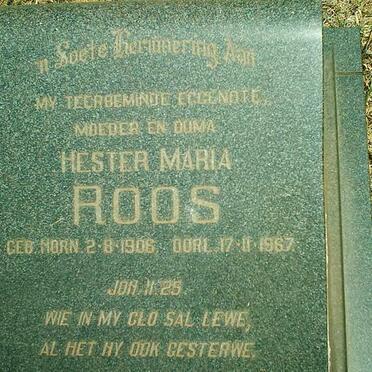 'n Soete Herinnering Aan
MY TEERBEMINDE EGGENOTE,
MOEDER EN OUMA
HESTER MARIA
ROOS
GEB. HORN 2-8-1906 OORL. 17-11-1967
JOH. 11:25.
WIE IN MY GLO SAL LEWE,
AL HET HY OOK GESTERWE.